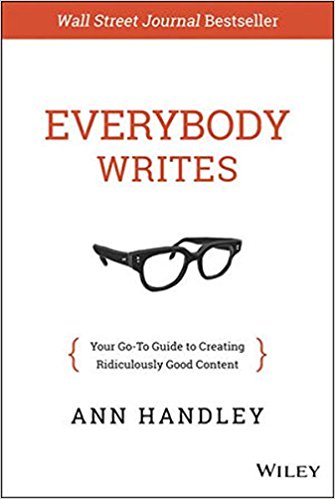 Wall Street Journal Bestseller
EVERYBODY
WRITES
{ Your Go-To Guide to Creating
Ridiculously Good Content }
ANN HANDLEY
WILEY